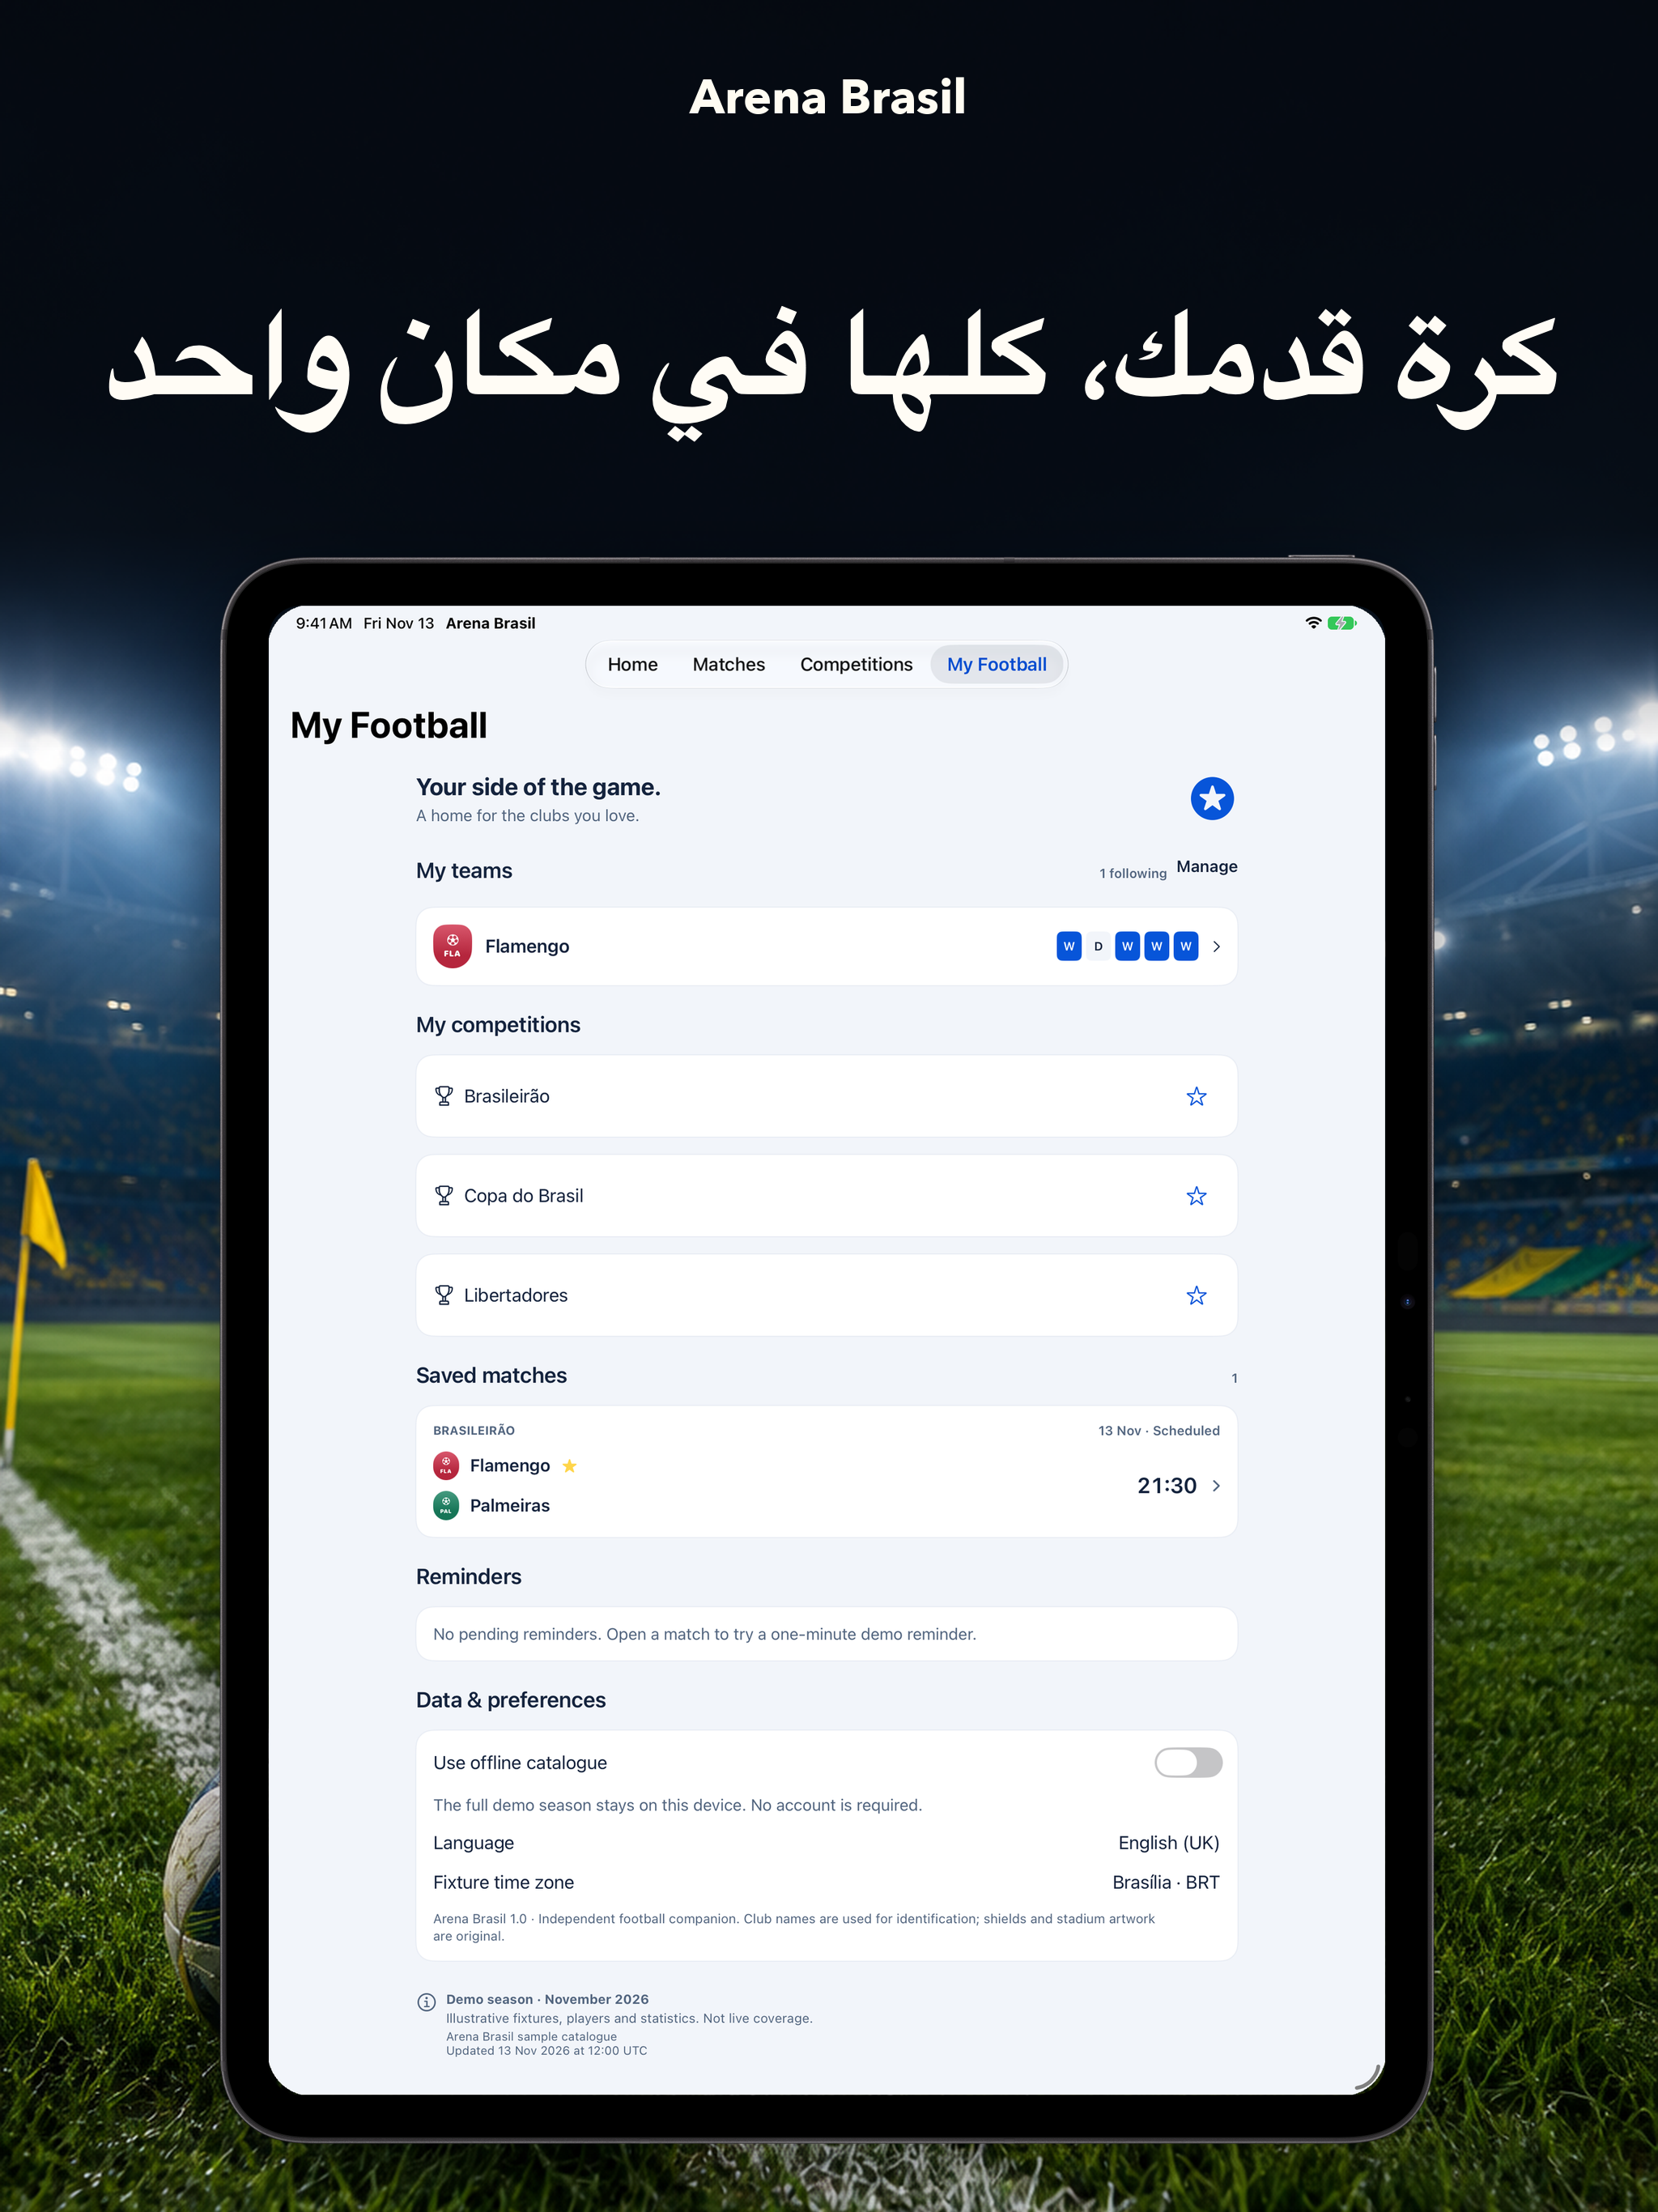 Arena Brasil
كرة قدمك، كلها في مكان واحد
9:41 AM Fri Nov 13 Arena Brasil
Home Matches Competitions My Football
My Football
Your side of the game.
A home for the clubs you love.
My teams 1 following Manage
FLA Flamengo W D W W W
My competitions
Brasileirão
Copa do Brasil
Libertadores
Saved matches 1
BRASILEIRÃO 13 Nov · Scheduled
FLA Flamengo
21:30
PAL Palmeiras
Reminders
No pending reminders. Open a match to try a one-minute demo reminder.
Data & preferences
Use offline catalogue
The full demo season stays on this device. No account is required.
Language English (UK)
Fixture time zone Brasília · BRT
Arena Brasil 1.0 · Independent football companion. Club names are used for identification; shields and stadium artwork
are original.
Demo season · November 2026
Illustrative fixtures, players and statistics. Not live coverage.
Arena Brasil sample catalogue
Updated 13 Nov 2026 at 12:00 UTC